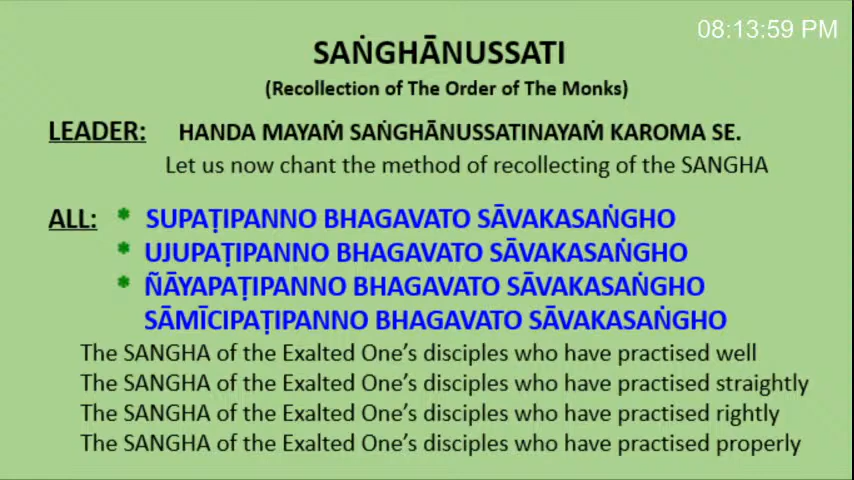 08:13:59 PM
SAṄGHĀNUSSATI
(Recollection of The Order of The Monks)
LEADER: HANDA MAYAṀ SAṄGHĀNUSSATINAYAṀ KAROMA SE.
Let us now chant the method of recollecting of the SANGHA
ALL: * SUPAṬIPANNO BHAGAVATO SĀVAKASAṄGHO
* UJUPAṬIPANNO BHAGAVATO SĀVAKASAṄGHO
* ÑĀYAPAṬIPANNO BHAGAVATO SĀVAKASAṄGHO
SĀMĪCIPAṬIPANNO BHAGAVATO SĀVAKASAṄGHO
The SANGHA of the Exalted One’s disciples who have practised well
The SANGHA of the Exalted One’s disciples who have practised straightly
The SANGHA of the Exalted One’s disciples who have practised rightly
The SANGHA of the Exalted One’s disciples who have practised properly